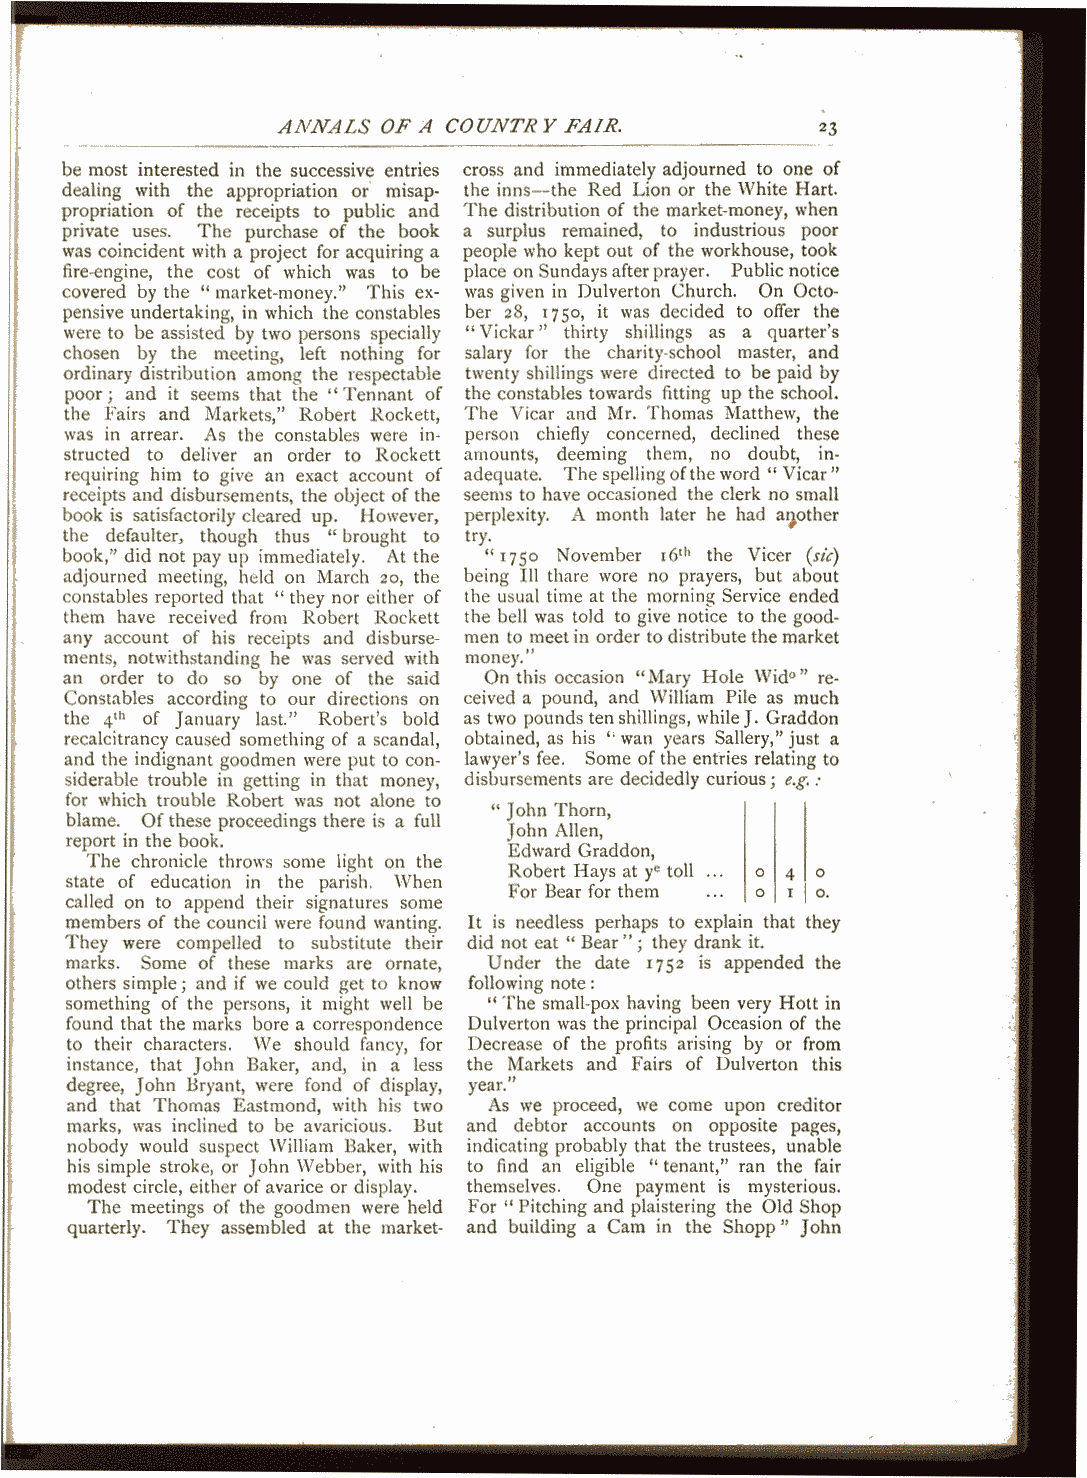 ANNALS OF A COUNTRY FAIR. 23
be most interested in the successive entries
dealing with the appropriation or misap-
propriation of the receipts to public and
private uses. The purchase of the book
was coincident with a project for acquiring a
fire-engine, the cost of which was to be
covered by the "market-money." This ex-
pensive undertaking, in which the constables
were to be assisted by two persons specially
chosen by the meeting, left nothing for
ordinary distribution among the respectable
poor; and it seems that the "Tennant of
the Fairs and Markets," Robert Rockett,
was in arrear. As the constables were in-
structed to deliver an order to Rockett
requiring him to give an exact account of
receipts and disbursements, the object of the
book is satisfactorily cleared up. However,
the defaulter, though thus "brought to
book," did not pay up immediately. At the
adjourned meeting, held on March 20, the
constables reported that "they nor either of
them have received from Robert Rockett
any account of his receipts and disburse-
ments, notwithstanding he was served with
an order to do so by one of the said
Constables according to our directions on
the 4th of January last." Robert's bold
recalcitrancy caused something of a scandal,
and the indignant goodmen were put to con-
siderable trouble in getting in that money,
for which trouble Robert was not alone to
blame. Of these proceedings there is a full
report in the book.
The chronicle throws some light on the
state of education in the parish. When
called on to append their signatures some
members of the council were found wanting.
They were compelled to substitute their
marks. Some of these marks are ornate,
others simple; and if we could get to know
something of the persons, it might well be
found that the marks bore a correspondence
to their characters. We should fancy, for
instance, that John Baker, and, in a less
degree, John Bryant, were fond of display,
and that Thomas Eastmond, with his two
marks, was inclined to be avaricious. But
nobody would suspect William Baker, with
his simple stroke, or John Webber, with his
modest circle, either of avarice or display.
The meetings of the goodmen were held
quarterly. They assembled at the market-
cross and immediately adjourned to one of
the inns—the Red Lion or the White Hart.
The distribution of the market-money, when
a surplus remained, to industrious poor
people who kept out of the workhouse, took
place on Sundays after prayer. Public notice
was given in Dulverton Church. On Octo-
ber 28, 1750, it was decided to offer the
"Vickar" thirty shillings as a quarter's
salary for the charity-school master, and
twenty shillings were directed to be paid by
the constables towards fitting up the school.
The Vicar and Mr. Thomas Matthew, the
person chiefly concerned, declined these
amounts, deeming them, no doubt, in-
adequate. The spelling of the word "Vicar"
seems to have occasioned the clerk no small
perplexity. A month later he had another
try.
"1750 November 16th the Vicer (sic)
being Ill thare wore no prayers, but about
the usual time at the morning Service ended
the bell was told to give notice to the good-
men to meet in order to distribute the market
money."
On this occasion "Mary Hole Wido" re-
ceived a pound, and William Pile as much
as two pounds ten shillings, while J. Graddon
obtained, as his "wan years Sallery," just a
lawyer's fee. Some of the entries relating to
disbursements are decidedly curious; e.g.:
"John Thorn,
John Allen,
Edward Graddon,
Robert Hays at ye toll ... 0 4 0
For Bear for them ... 0 1 0.
It is needless perhaps to explain that they
did not eat "Bear"; they drank it.
Under the date 1752 is appended the
following note:
"The small-pox having been very Hott in
Dulverton was the principal Occasion of the
Decrease of the profits arising by or from
the Markets and Fairs of Dulverton this
year."
As we proceed, we come upon creditor
and debtor accounts on opposite pages,
indicating probably that the trustees, unable
to find an eligible "tenant," ran the fair
themselves. One payment is mysterious.
For "Pitching and plaistering the Old Shop
and building a Cam in the Shopp" John